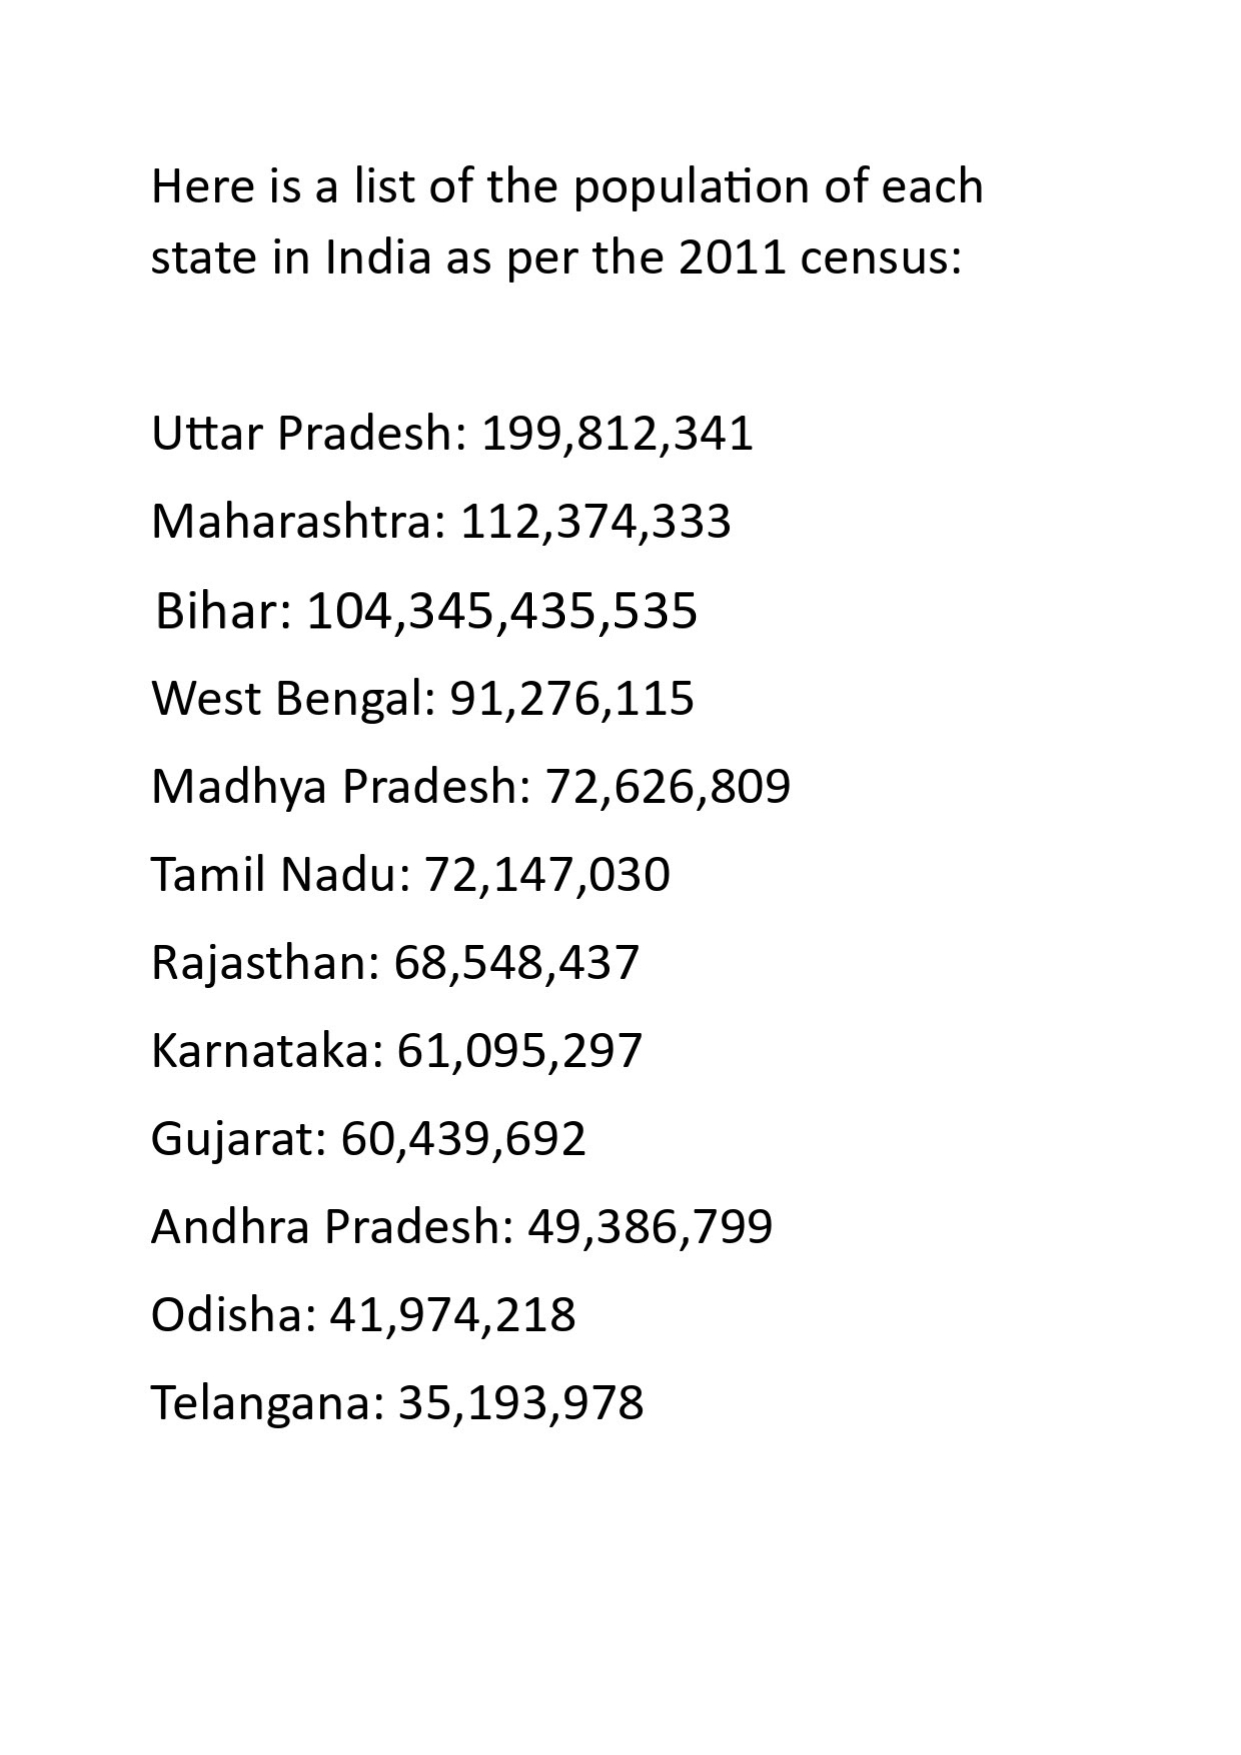 Here is a list of the population of each
state in India as per the 2011 census:
Uttar Pradesh: 199,812,341
Maharashtra: 112,374,333
Bihar: 104,345,435,535
West Bengal: 91,276,115
Madhya Pradesh: 72,626,809
Tamil Nadu: 72,147,030
Rajasthan: 68,548,437
Karnataka: 61,095,297
Gujarat: 60,439,692
Andhra Pradesh: 49,386,799
Odisha: 41,974,218
Telangana: 35,193,978